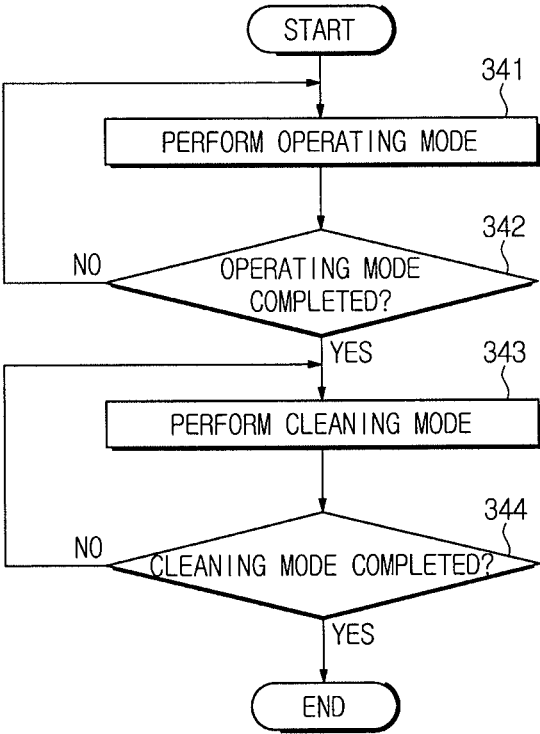 START
341
PERFORM OPERATING MODE
342
OPERATING MODE
COMPLETED?
NO
YES
343
PERFORM CLEANING MODE
344
CLEANING MODE COMPLETED?
NO
YES
END